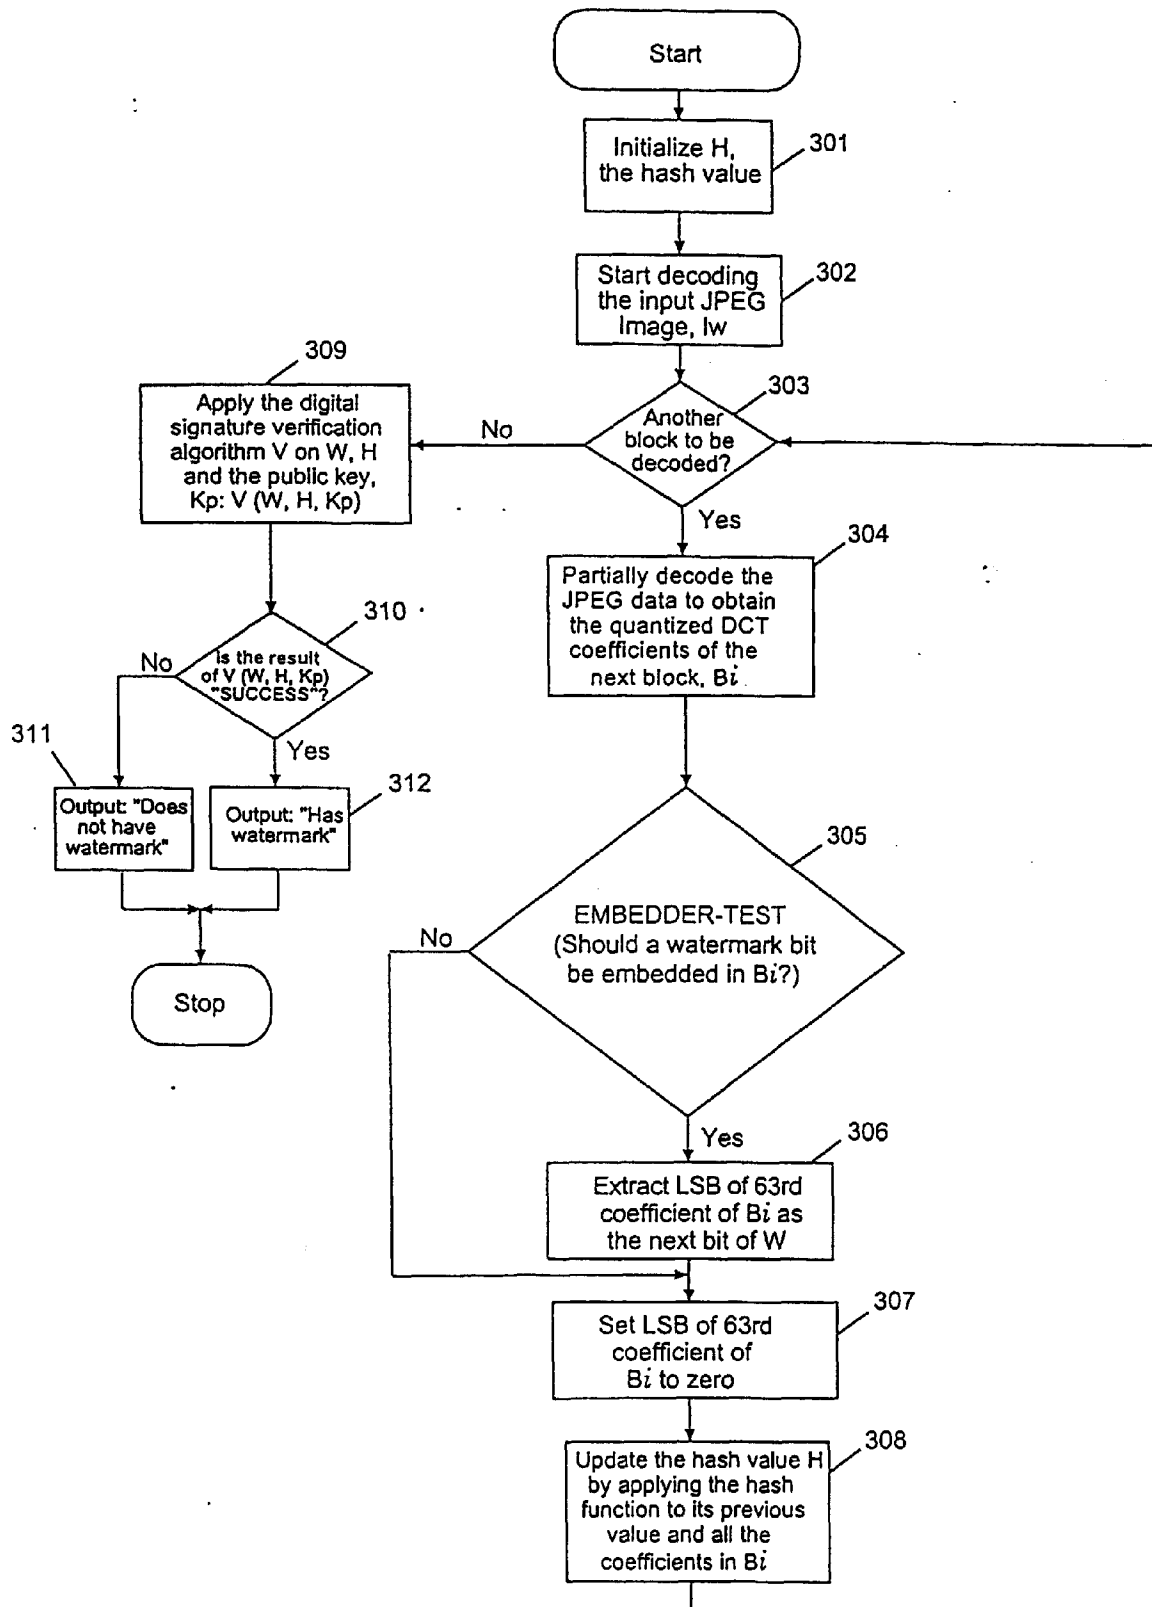 Start
Initialize H,
the hash value
301
Start decoding
the input JPEG
Image, Iw
302
309
Apply the digital
signature verification
algorithm V on W, H
and the public key,
Kp: V (W, H, Kp)
No
303
Another
block to be
decoded?
Yes
304
Partially decode the
JPEG data to obtain
the quantized DCT
coefficients of the
next block, Bi
310
Is the result
of V (W, H, Kp)
"SUCCESS"?
No
Yes
311
Output: "Does
not have
watermark"
312
Output: "Has
watermark"
Stop
305
EMBEDDER-TEST
(Should a watermark bit
be embedded in Bi?)
No
Yes
306
Extract LSB of 63rd
coefficient of Bi as
the next bit of W
307
Set LSB of 63rd
coefficient of
Bi to zero
308
Update the hash value H
by applying the hash
function to its previous
value and all the
coefficients in Bi